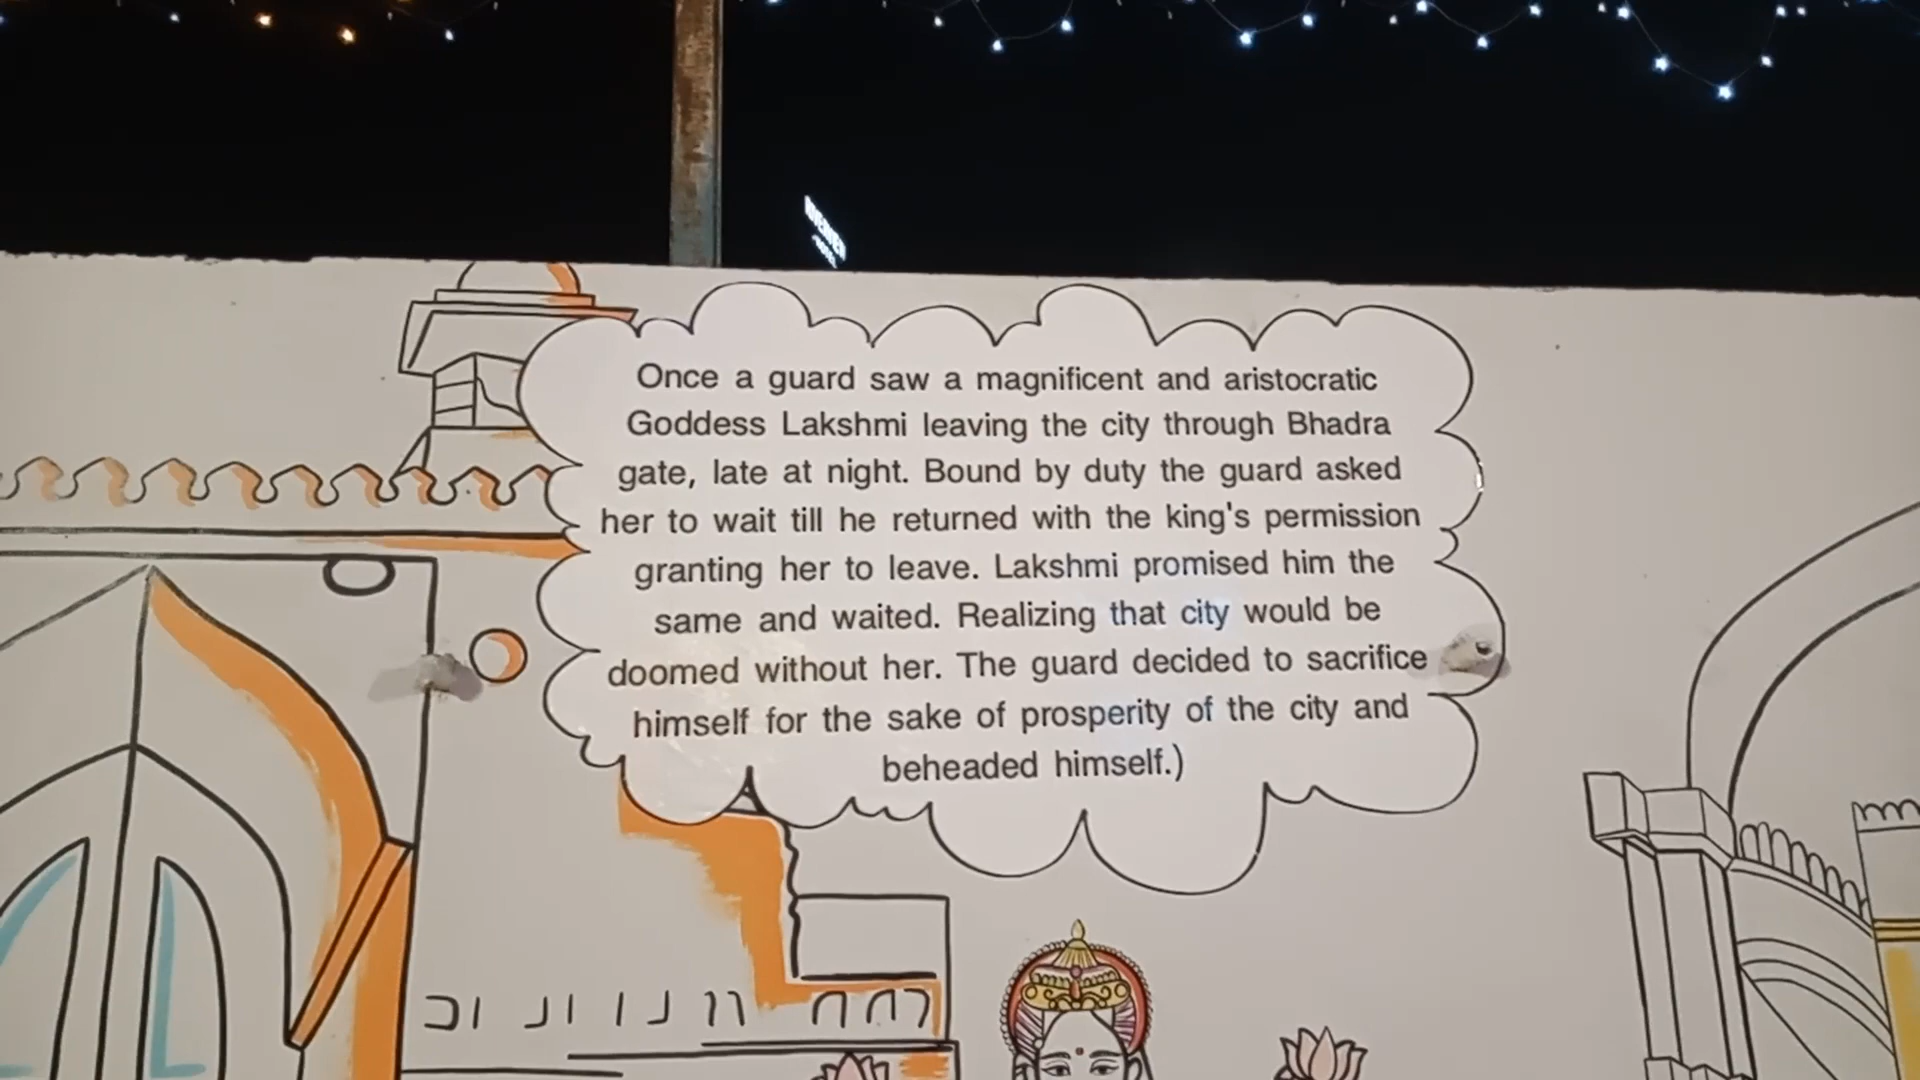 Once a guard saw a magnificent and aristocratic
Goddess Lakshmi leaving the city through Bhadra
gate, late at night. Bound by duty the guard asked
her to wait till he returned with the king's permission
granting her to leave. Lakshmi promised him the
same and waited. Realizing that city would be
doomed without her. The guard decided to sacrifice
himself for the sake of prosperity of the city and
beheaded himself.)